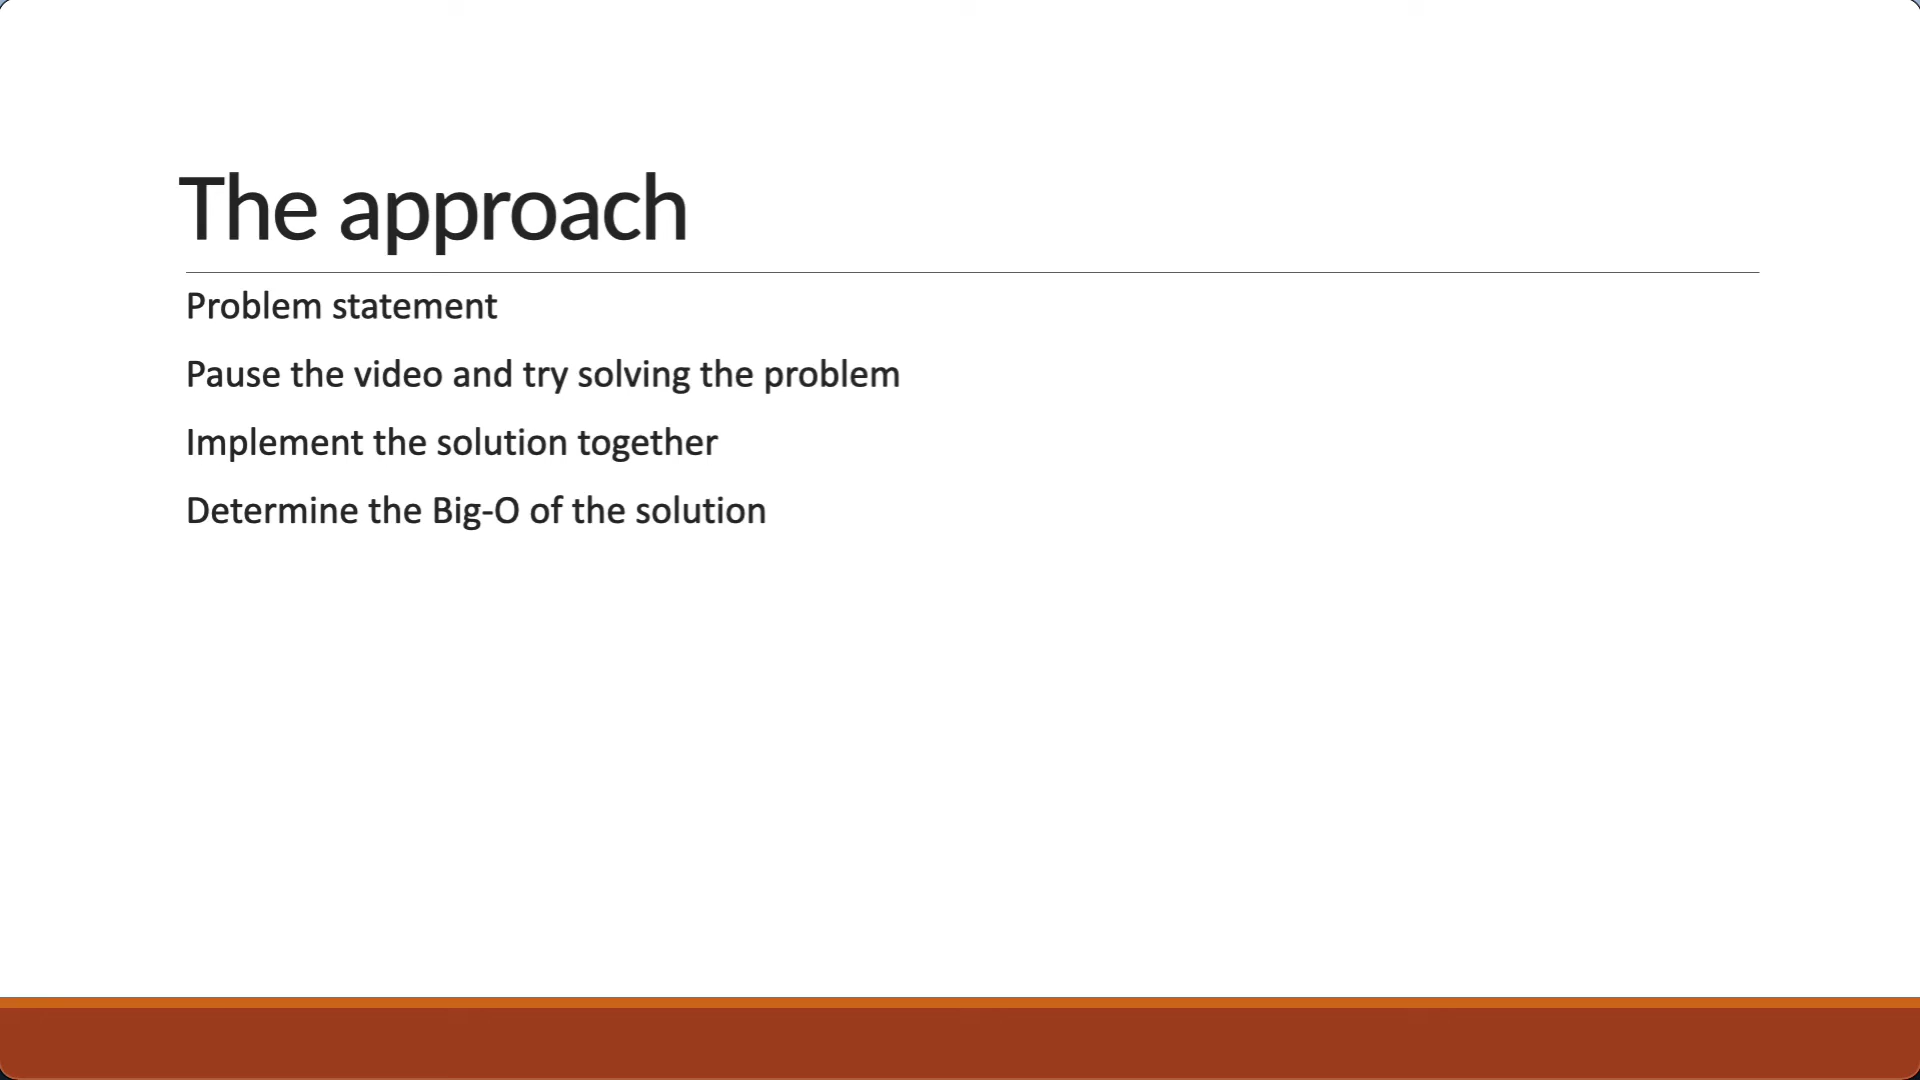 The approach
Problem statement
Pause the video and try solving the problem
Implement the solution together
Determine the Big-O of the solution